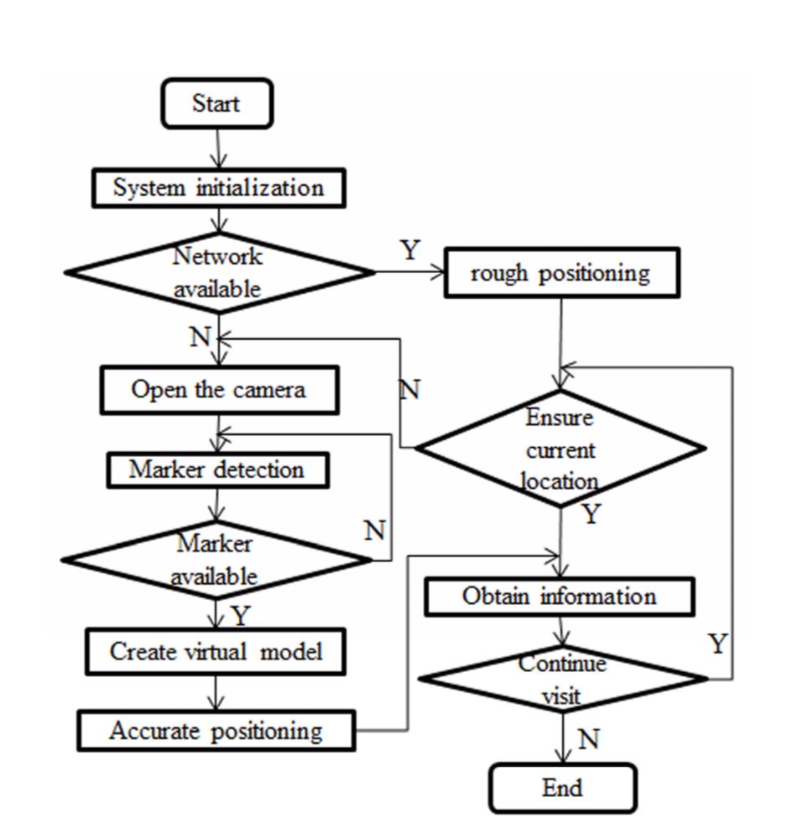 Start
System initialization
Network
available
Y
rough positioning
N
Open the camera
N
Ensure
current
location
Marker detection
Y
N
Marker
available
Obtain information
Y
Create virtual model
Y
Continue
visit
Accurate positioning
N
End